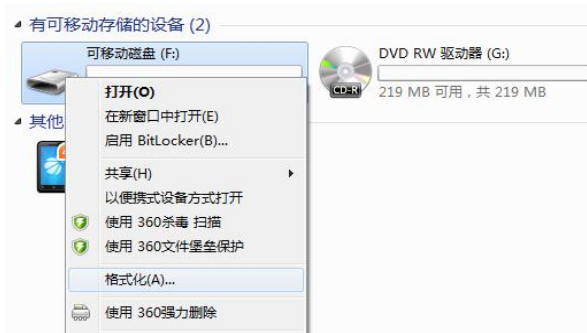 有可移动存储的设备 (2)
可移动磁盘 (F:)
DVD RW 驱动器 (G:)
CD-R
219 MB 可用，共 219 MB
打开(O)
在新窗口中打开(E)
其他
启用 BitLocker(B)...
共享(H)
以便携式设备方式打开
使用 360杀毒 扫描
使用 360文件堡垒保护
格式化(A)...
使用 360强力删除